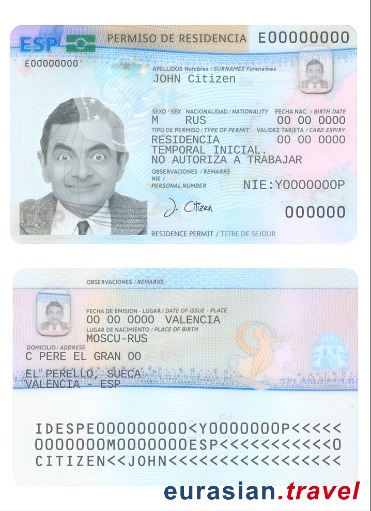 ESP PERMISO DE RESIDENCIA E00000000
E00000000
APELLIDOS Nombres / SURNAMES Forenames
JOHN Citizen
SEXO / SEX NACIONALIDAD / NATIONALITY FECHA NAC. / BIRTH DATE
M RUS 00 00 0000
TIPO DE PERMISO / TYPE OF PERMIT VALIDEZ TARJETA / CARD EXPIRY
RESIDENCIA 00 00 0000
TEMPORAL INICIAL.
NO AUTORIZA A TRABAJAR
OBSERVACIONES / REMARKS
NIE /
PERSONAL NUMBER NIE:Y0000000P
J. Citizen
000000
RESIDENCE PERMIT / TITRE DE SEJOUR
OBSERVACIONES / REMARKS
FECHA DE EMISION - LUGAR / DATE OF ISSUE - PLACE
00 00 0000 VALENCIA
LUGAR DE NACIMIENTO / PLACE OF BIRTH
MOSCU-RUS
DOMICILIO / ADDRESS
C PERE EL GRAN 00
EL PERELLO, SUECA
VALENCIA - ESP
IDESPE000000000<Y0000000P<<<<<
0000000M0000000ESP<<<<<<<<<<<0
CITIZEN<<JOHN<<<<<<<<<<<<<<<<<
eurasian.travel